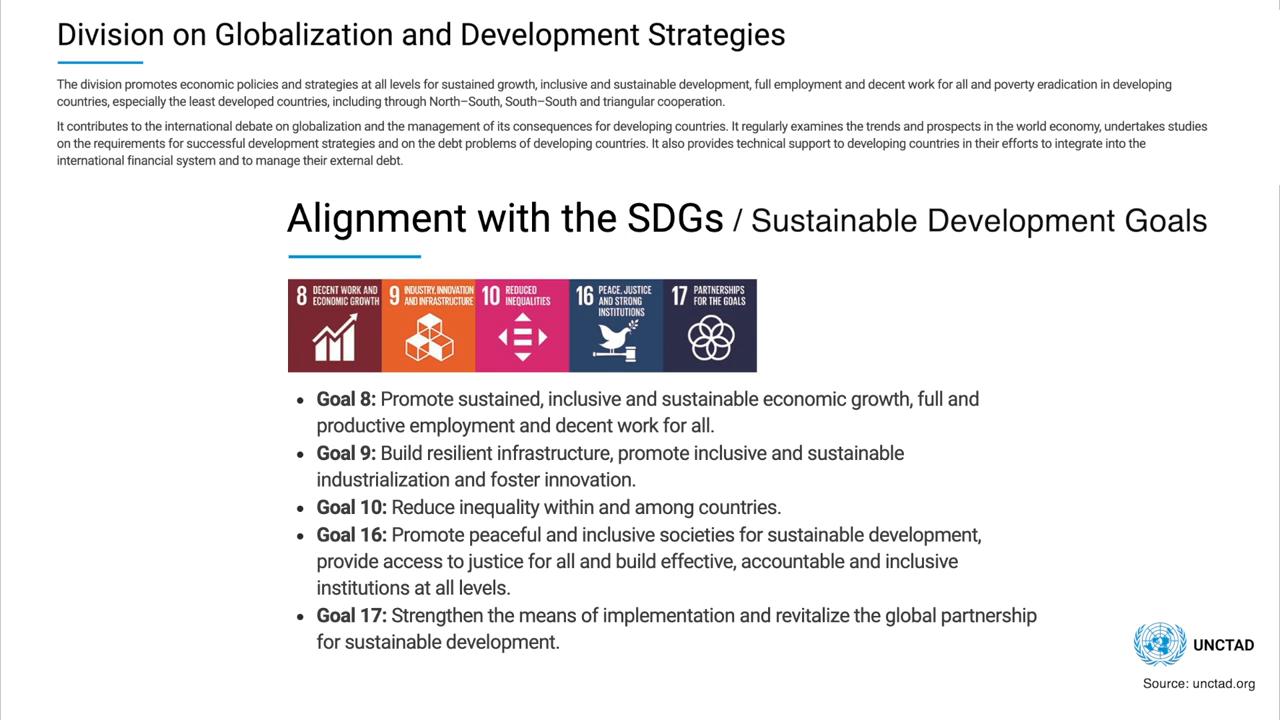 Division on Globalization and Development Strategies
The division promotes economic policies and strategies at all levels for sustained growth, inclusive and sustainable development, full employment and decent work for all and poverty eradication in developing
countries, especially the least developed countries, including through North–South, South–South and triangular cooperation.
It contributes to the international debate on globalization and the management of its consequences for developing countries. It regularly examines the trends and prospects in the world economy, undertakes studies
on the requirements for successful development strategies and on the debt problems of developing countries. It also provides technical support to developing countries in their efforts to integrate into the
international financial system and to manage their external debt.
Alignment with the SDGs / Sustainable Development Goals
8 DECENT WORK AND
ECONOMIC GROWTH
9 INDUSTRY, INNOVATION
AND INFRASTRUCTURE
10 REDUCED
INEQUALITIES
16 PEACE, JUSTICE
AND STRONG
INSTITUTIONS
17 PARTNERSHIPS
FOR THE GOALS
• Goal 8: Promote sustained, inclusive and sustainable economic growth, full and
productive employment and decent work for all.
• Goal 9: Build resilient infrastructure, promote inclusive and sustainable
industrialization and foster innovation.
• Goal 10: Reduce inequality within and among countries.
• Goal 16: Promote peaceful and inclusive societies for sustainable development,
provide access to justice for all and build effective, accountable and inclusive
institutions at all levels.
• Goal 17: Strengthen the means of implementation and revitalize the global partnership
for sustainable development.
UNCTAD
Source: unctad.org